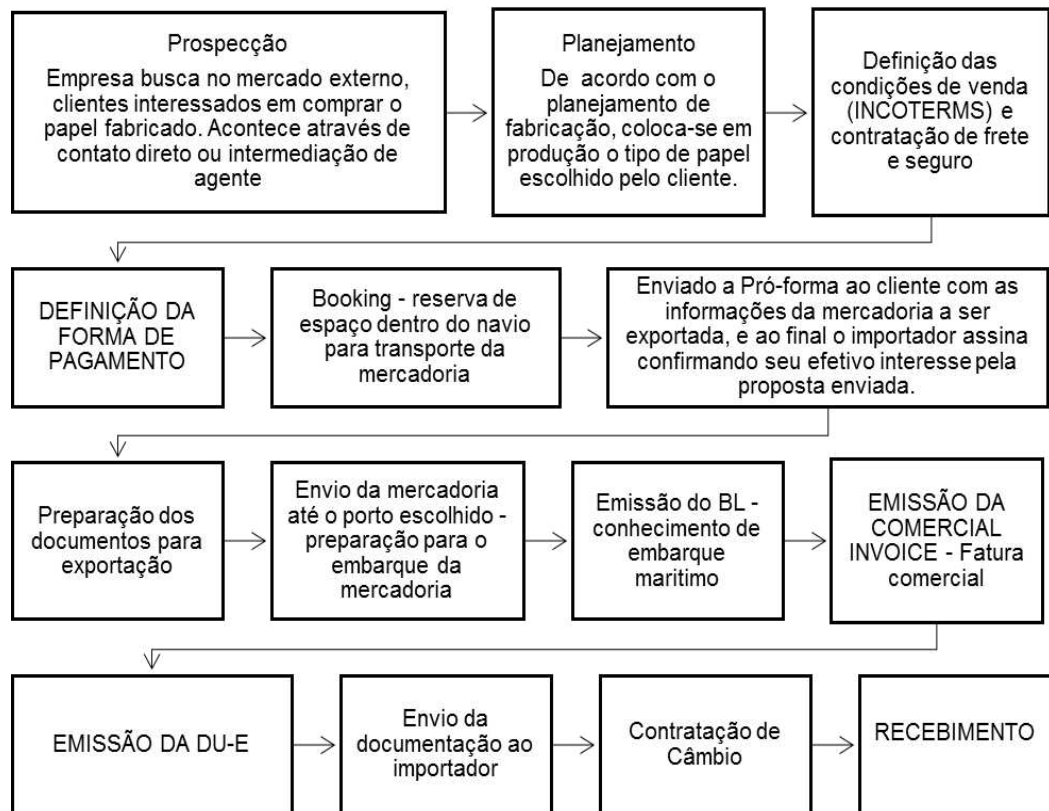 Prospecção
Empresa busca no mercado externo,
clientes interessados em comprar o
papel fabricado. Acontece através de
contato direto ou intermediação de
agente
Planejamento
De acordo com o
planejamento de
fabricação, coloca-se em
produção o tipo de papel
escolhido pelo cliente.
Definição das
condições de venda
(INCOTERMS) e
contratação de frete
e seguro
DEFINIÇÃO DA
FORMA DE
PAGAMENTO
Booking - reserva de
espaço dentro do navio
para transporte da
mercadoria
Enviado a Pró-forma ao cliente com as
informações da mercadoria a ser
exportada, e ao final o importador assina
confirmando seu efetivo interesse pela
proposta enviada.
Preparação dos
documentos para
exportação
Envio da mercadoria
até o porto escolhido -
preparação para o
embarque da
mercadoria
Emissão do BL -
conhecimento de
embarque
maritimo
EMISSÃO DA
COMERCIAL
INVOICE - Fatura
comercial
EMISSÃO DA DU-E
Envio da
documentação ao
importador
Contratação de
Câmbio
RECEBIMENTO